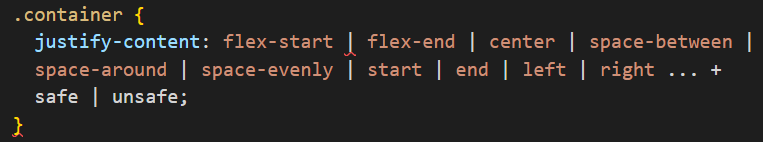 .container {
justify-content: flex-start | flex-end | center | space-between |
space-around | space-evenly | start | end | left | right ... +
safe | unsafe;
}